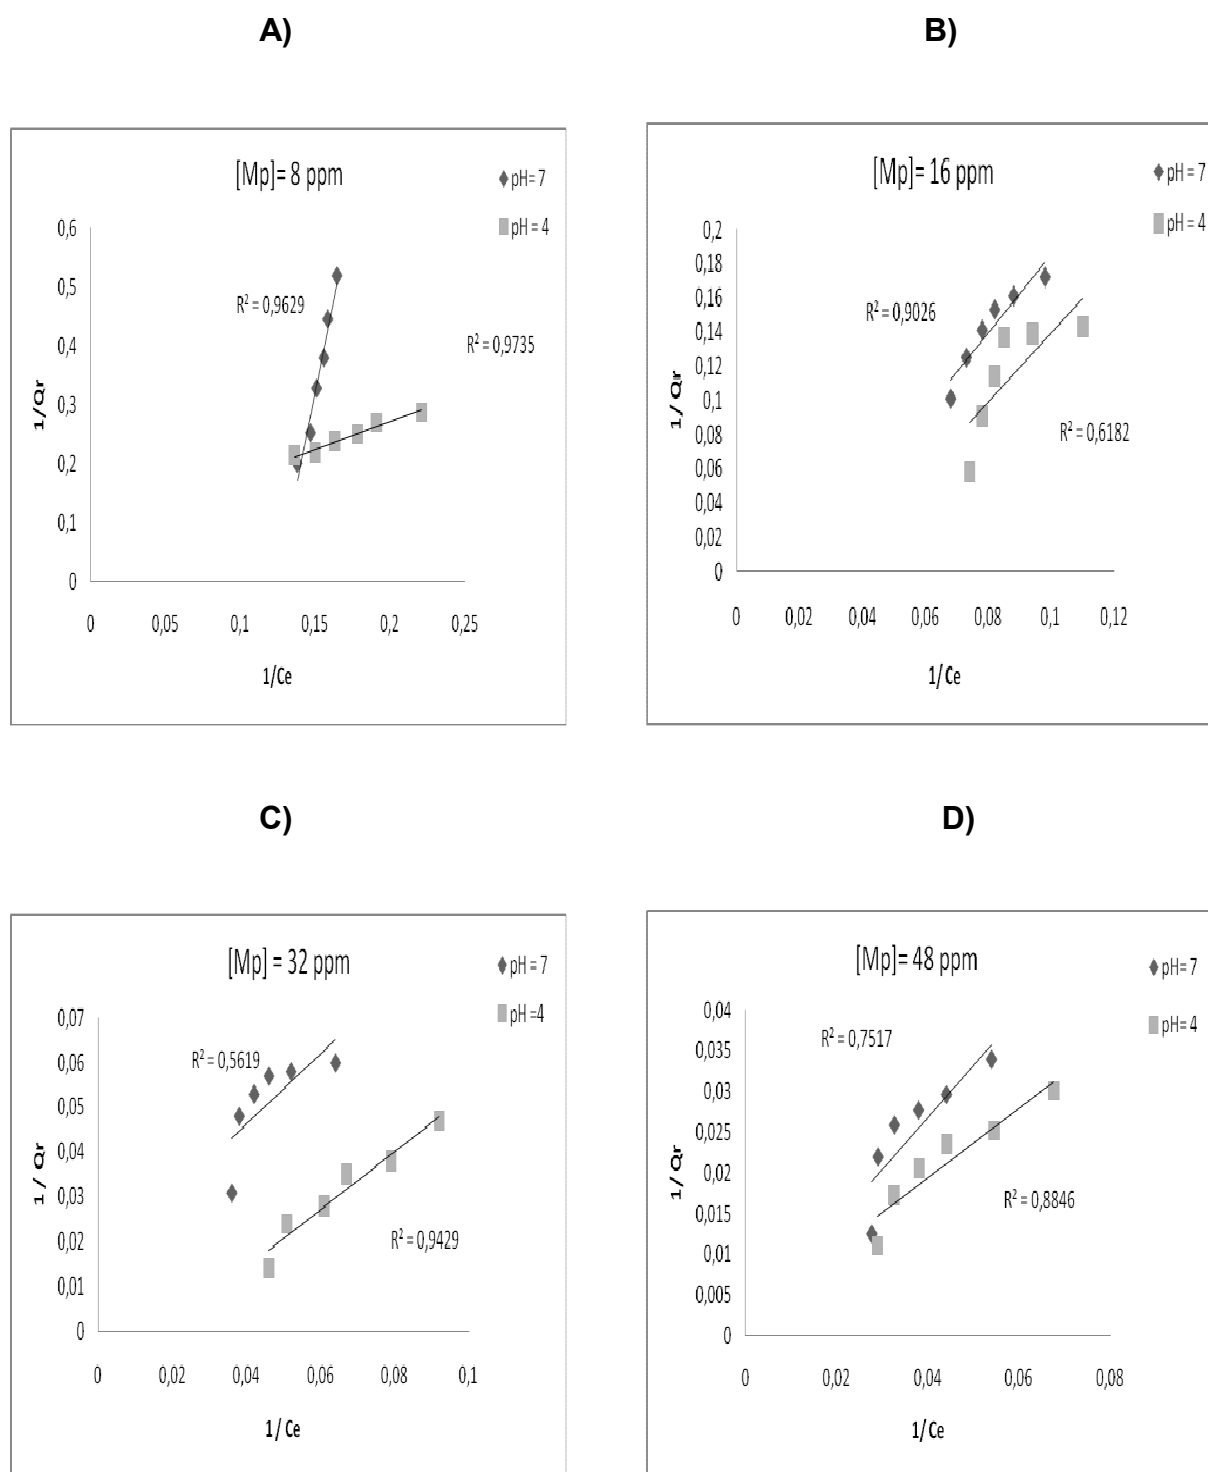 A)
[Mp]= 8 ppm
pH= 7
pH = 4
0,6
0,5
0,4
0,3
0,2
0,1
0
R² = 0,9629
R² = 0,9735
1/Qr
0 0,05 0,1 0,15 0,2 0,25
1/Ce
B)
[Mp]= 16 ppm
pH= 7
pH = 4
0,2
0,18
0,16
0,14
0,12
0,1
0,08
0,06
0,04
0,02
0
R² = 0,9026
R² = 0,6182
1/Qr
0 0,02 0,04 0,06 0,08 0,1 0,12
1/Ce
C)
[Mp] = 32 ppm
pH = 7
pH =4
0,07
0,06
0,05
0,04
0,03
0,02
0,01
0
R² = 0,5619
R² = 0,9429
1/ Qr
0 0,02 0,04 0,06 0,08 0,1
1/ Ce
D)
[Mp]= 48 ppm
pH= 7
pH= 4
0,04
0,035
0,03
0,025
0,02
0,015
0,01
0,005
0
R² = 0,7517
R² = 0,8846
1/Qr
0 0,02 0,04 0,06 0,08
1/Ce